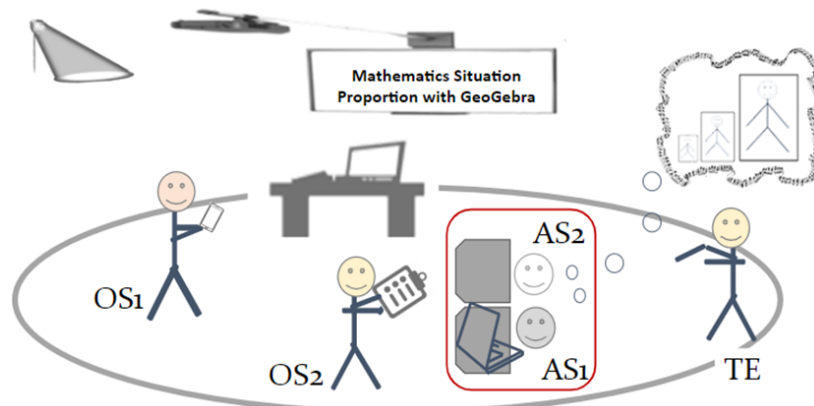 Mathematics Situation
Proportion with GeoGebra
AS2
OS1
OS2
AS1
TE